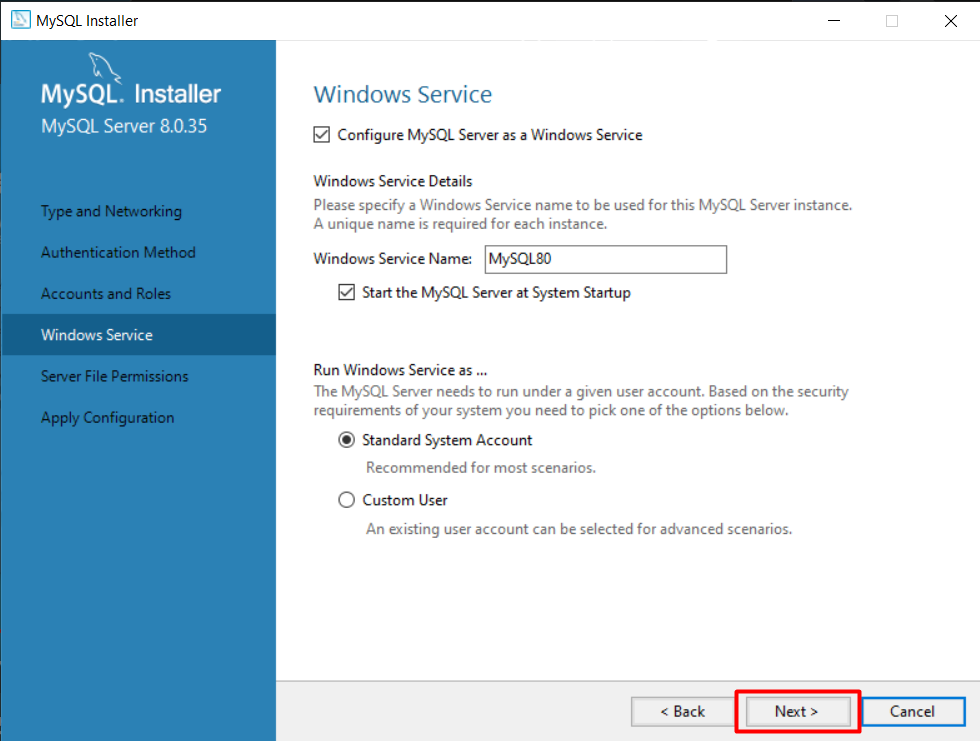 MySQL Installer
MySQL. Installer
MySQL Server 8.0.35
Type and Networking
Authentication Method
Accounts and Roles
Windows Service
Server File Permissions
Apply Configuration
Windows Service
Configure MySQL Server as a Windows Service
Windows Service Details
Please specify a Windows Service name to be used for this MySQL Server instance.
A unique name is required for each instance.
Windows Service Name: MySQL80
Start the MySQL Server at System Startup
Run Windows Service as ...
The MySQL Server needs to run under a given user account. Based on the security
requirements of your system you need to pick one of the options below.
Standard System Account
Recommended for most scenarios.
Custom User
An existing user account can be selected for advanced scenarios.
< Back Next > Cancel